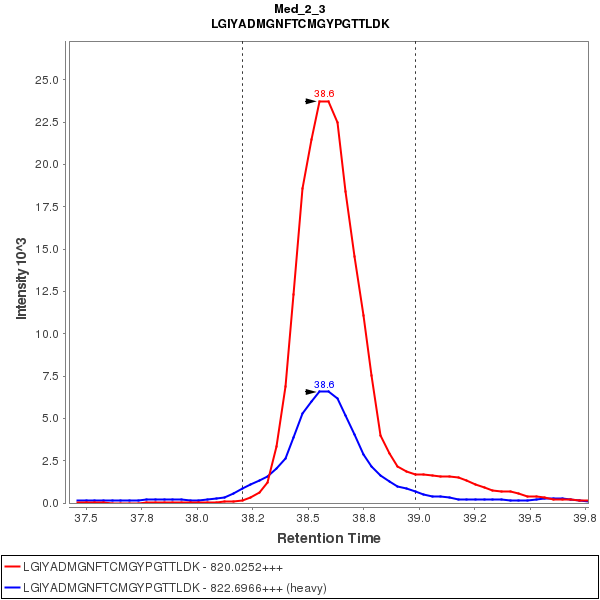 Med_2_3
LGIYADMGNFTCMGYPGTTLDK
Intensity 10^3
25.0
22.5
20.0
17.5
15.0
12.5
10.0
7.5
5.0
2.5
0.0
38.6
38.6
37.5 37.8 38.0 38.2 38.5 38.8 39.0 39.2 39.5 39.8
Retention Time
LGIYADMGNFTCMGYPGTTLDK - 820.0252+++
LGIYADMGNFTCMGYPGTTLDK - 822.6966+++ (heavy)